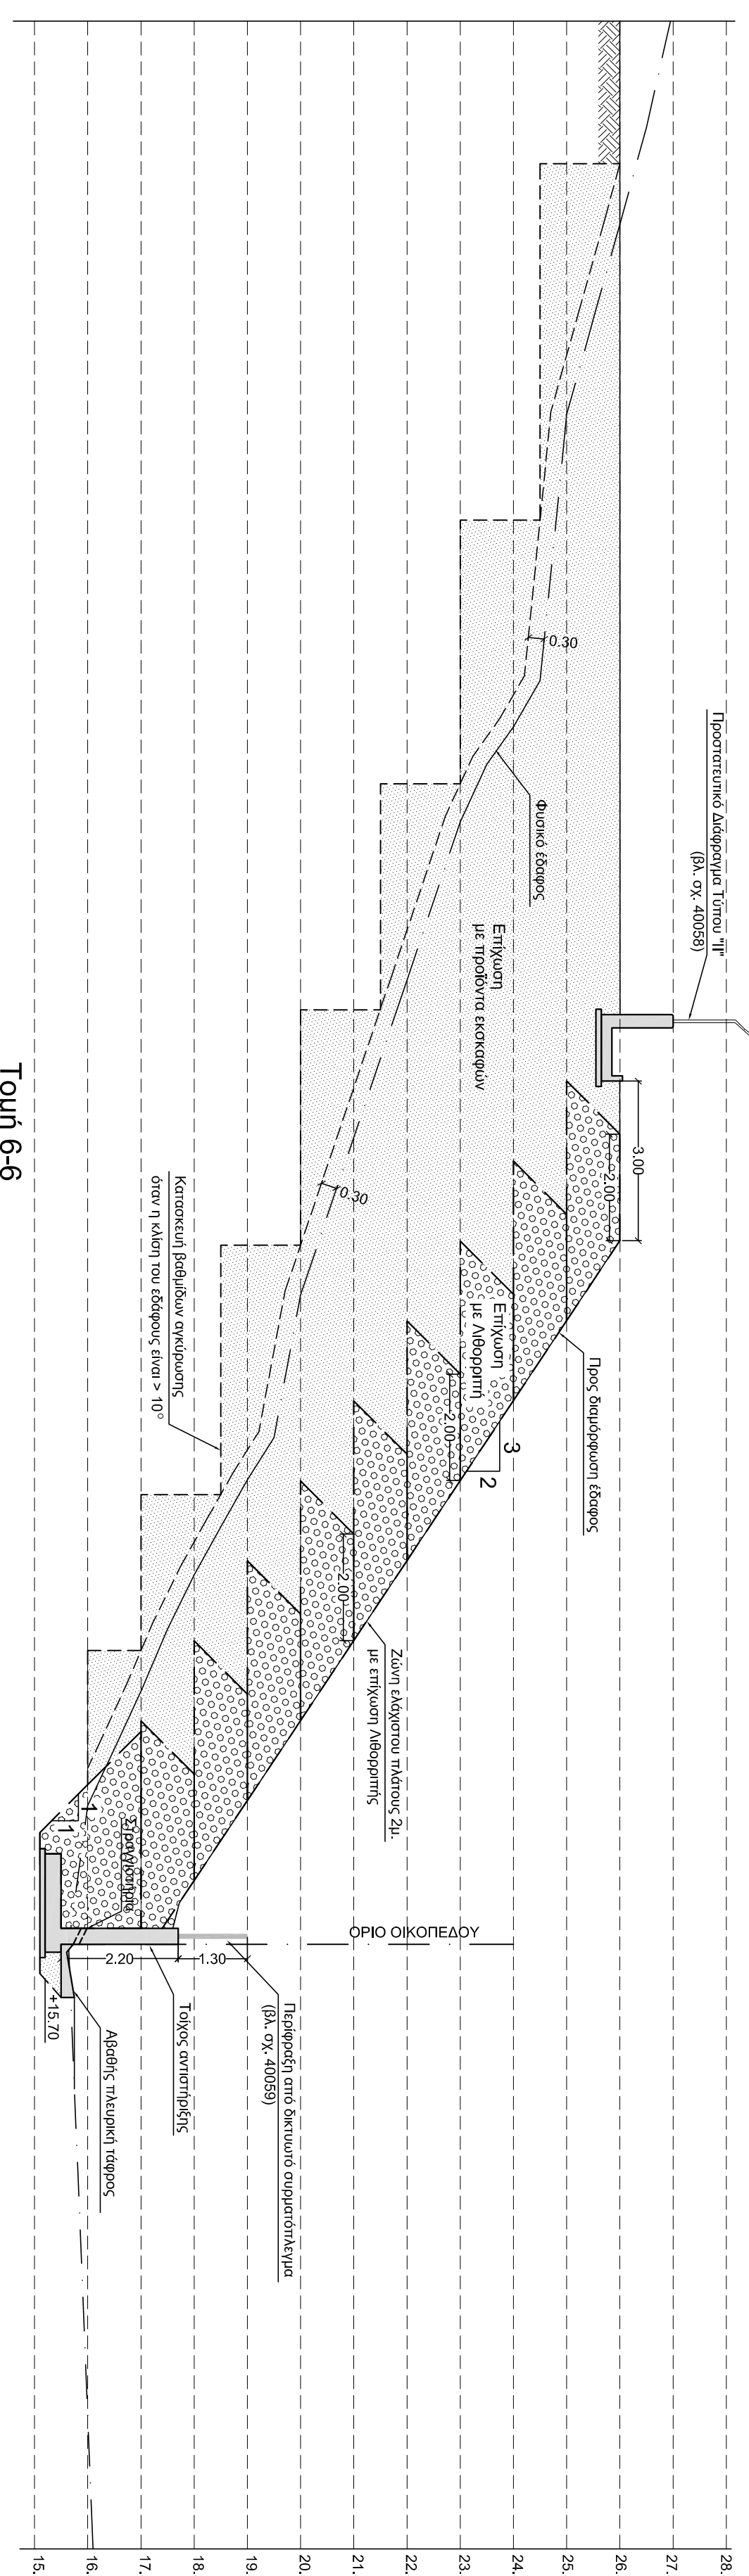 Προστατευτικό Διάφραγμα Τύπου "ΙΙ"
(βλ. σχ. 40058)
Φυσικό έδαφος
0.30
Επίχωση
με προϊόντα εκσκαφών
3.00
2.00
Επίχωση
με Λιθορριπή
2.00
3
2
Προς διαμόρφωση έδαφος
0.30
Κατασκευή βαθμίδων αγκύρωσης
όταν η κλίση του εδάφους είναι > 10°
2.00
Ζώνη ελάχιστου πλάτους 2μ.
με επίχωση Λιθορριπής
1
1
Στραγγιστήρια
ΟΡΙΟ ΟΙΚΟΠΕΔΟΥ
2.20
1.30
+15.70
Περίφραξη από δικτυωτό συρματόπλεγμα
(βλ. σχ. 40059)
Τοίχος αντιστήριξης
Αβαθής πλευρική τάφρος
28.
27.
26.
25.
24.
23.
22.
21.
20.
19.
18.
17.
16.
15.
Τομή 6-6